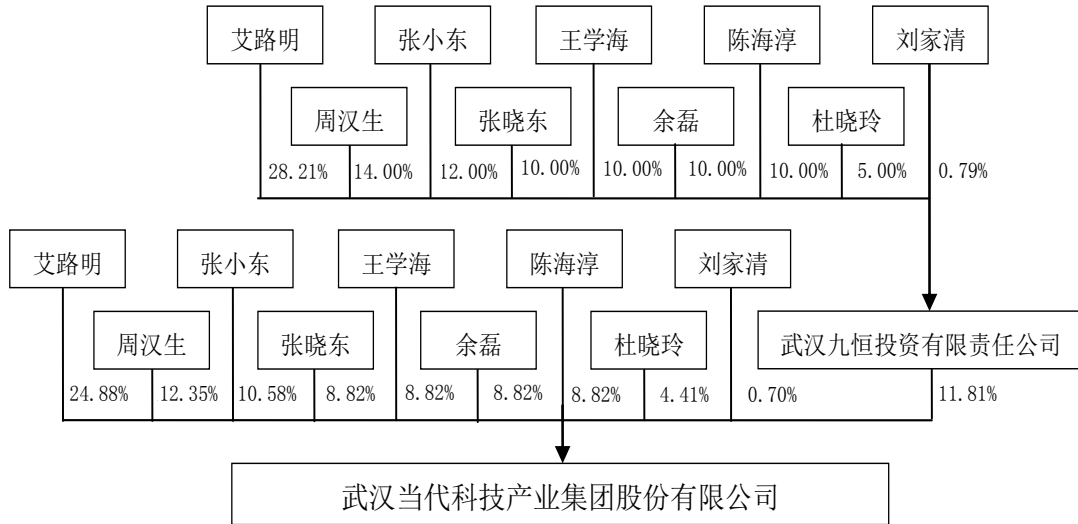 艾路明
张小东
王学海
陈海淳
刘家清
周汉生
张晓东
余磊
杜晓玲
28.21%
14.00%
12.00%
10.00%
10.00%
10.00%
10.00%
5.00%
0.79%
艾路明
张小东
王学海
陈海淳
刘家清
周汉生
张晓东
余磊
杜晓玲
武汉九恒投资有限责任公司
24.88%
12.35%
10.58%
8.82%
8.82%
8.82%
8.82%
4.41%
0.70%
11.81%
武汉当代科技产业集团股份有限公司